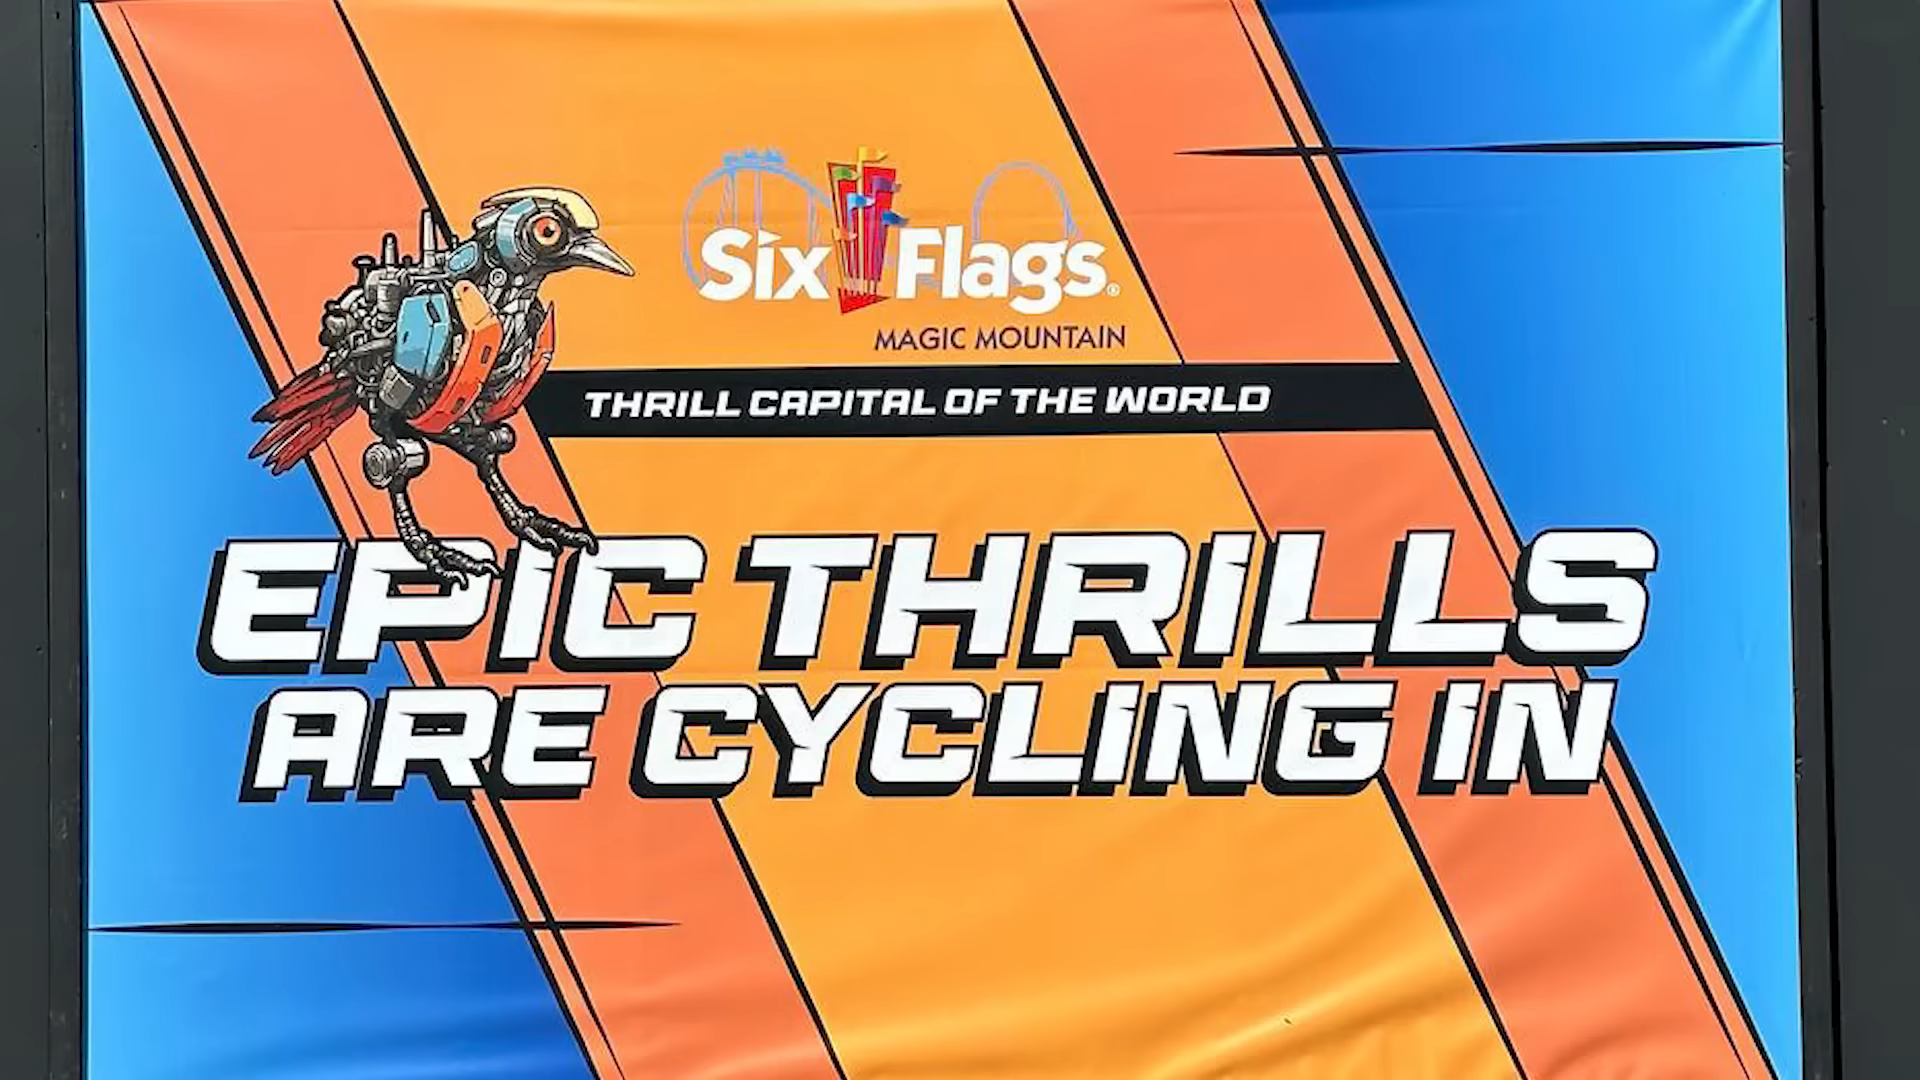 Six Flags®
MAGIC MOUNTAIN
THRILL CAPITAL OF THE WORLD
EPIC THRILLS
ARE CYCLING IN